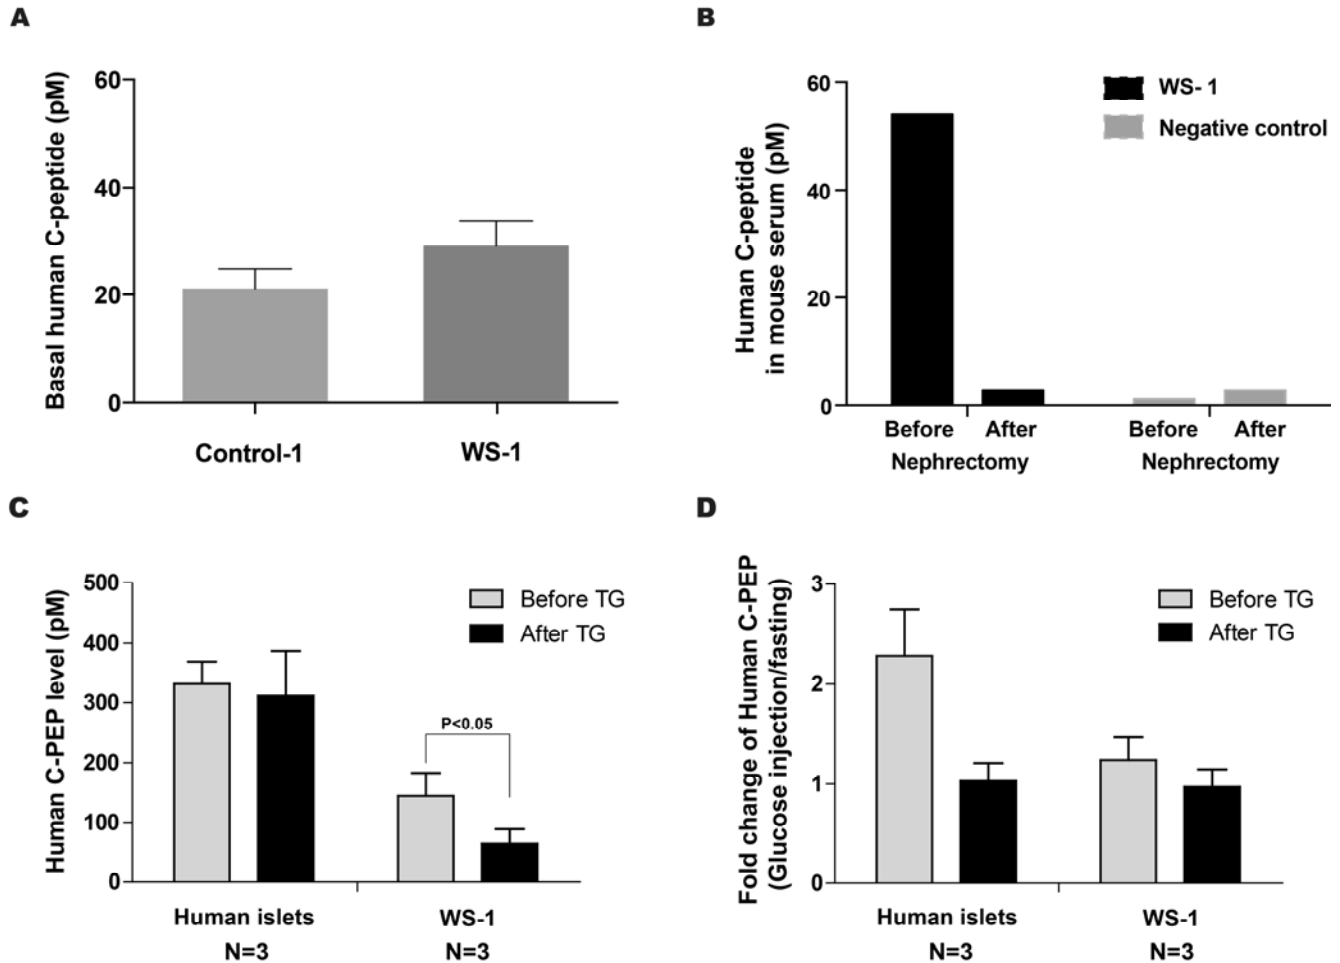 A
Basal human C-peptide (pM)
60
40
20
0
Control-1
WS-1
B
Human C-peptide
in mouse serum (pM)
60
40
20
0
WS- 1
Negative control
Before
After
Before
After
Nephrectomy
Nephrectomy
C
Human C-PEP level (pM)
500
400
300
200
100
0
Before TG
After TG
P<0.05
Human islets
WS-1
N=3
N=3
D
Fold change of Human C-PEP
(Glucose injection/fasting)
3
2
1
0
Before TG
After TG
Human islets
WS-1
N=3
N=3